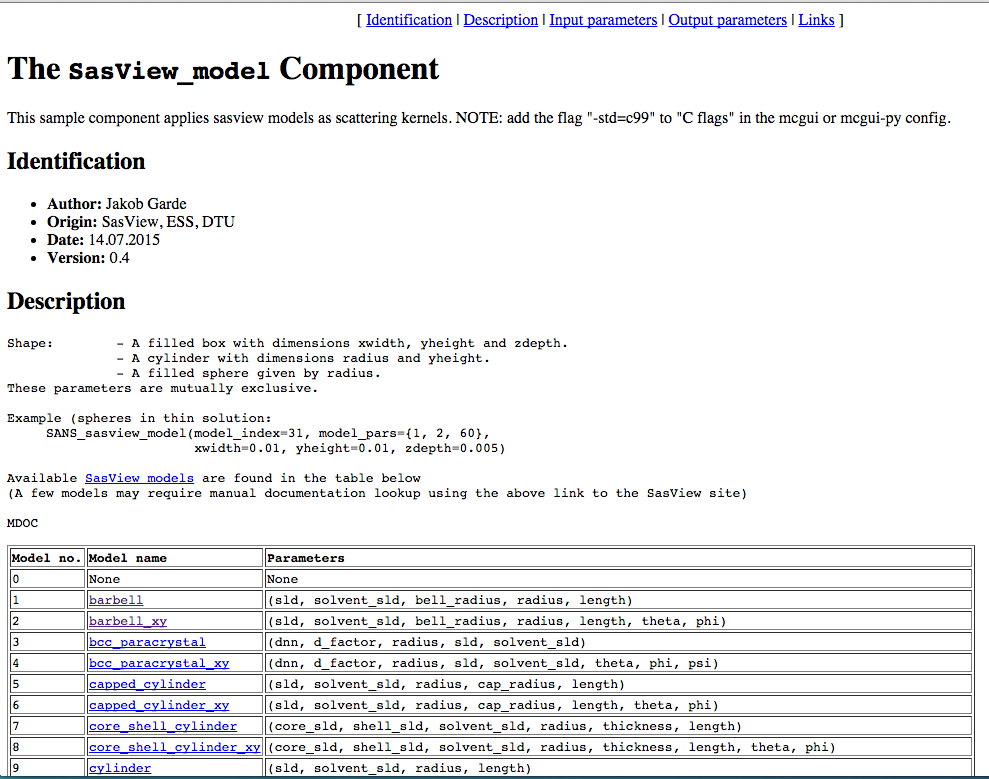 [ Identification | Description | Input parameters | Output parameters | Links ]
The SasView_model Component
This sample component applies sasview models as scattering kernels. NOTE: add the flag "-std=c99" to "C flags" in the mcgui or mcgui-py config.
Identification
• Author: Jakob Garde
• Origin: SasView, ESS, DTU
• Date: 14.07.2015
• Version: 0.4
Description
Shape: - A filled box with dimensions xwidth, yheight and zdepth.
- A cylinder with dimensions radius and yheight.
- A filled sphere given by radius.
These parameters are mutually exclusive.
Example (spheres in thin solution:
SANS_sasview_model(model_index=31, model_pars={1, 2, 60},
xwidth=0.01, yheight=0.01, zdepth=0.005)
Available SasView models are found in the table below
(A few models may require manual documentation lookup using the above link to the SasView site)
MDOC
Model no. Model name Parameters
0 None None
1 barbell (sld, solvent_sld, bell_radius, radius, length)
2 barbell_xy (sld, solvent_sld, bell_radius, radius, length, theta, phi)
3 bcc_paracrystal (dnn, d_factor, radius, sld, solvent_sld)
4 bcc_paracrystal_xy (dnn, d_factor, radius, sld, solvent_sld, theta, phi, psi)
5 capped_cylinder (sld, solvent_sld, radius, cap_radius, length)
6 capped_cylinder_xy (sld, solvent_sld, radius, cap_radius, length, theta, phi)
7 core_shell_cylinder (core_sld, shell_sld, solvent_sld, radius, thickness, length)
8 core_shell_cylinder_xy (core_sld, shell_sld, solvent_sld, radius, thickness, length, theta, phi)
9 cylinder (sld, solvent_sld, radius, length)